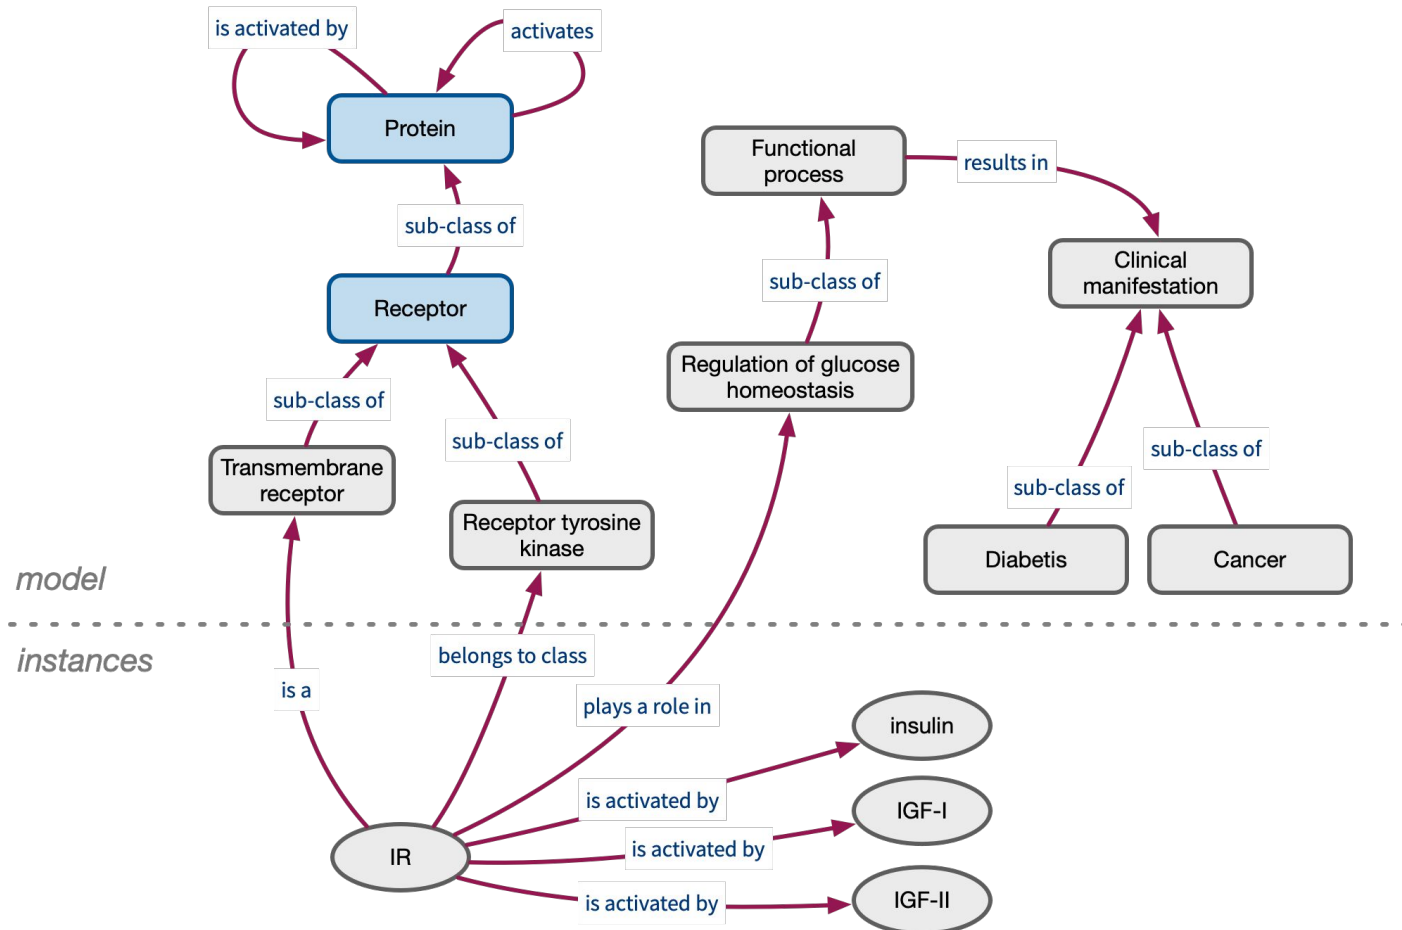 is activated by
activates
Protein
Functional
process
results in
sub-class of
Clinical
manifestation
sub-class of
Receptor
Regulation of glucose
homeostasis
sub-class of
sub-class of
sub-class of
Transmembrane
receptor
sub-class of
Receptor tyrosine
kinase
Diabetis
Cancer
model
instances
belongs to class
is a
plays a role in
insulin
is activated by
IGF-I
is activated by
IR
is activated by
IGF-II